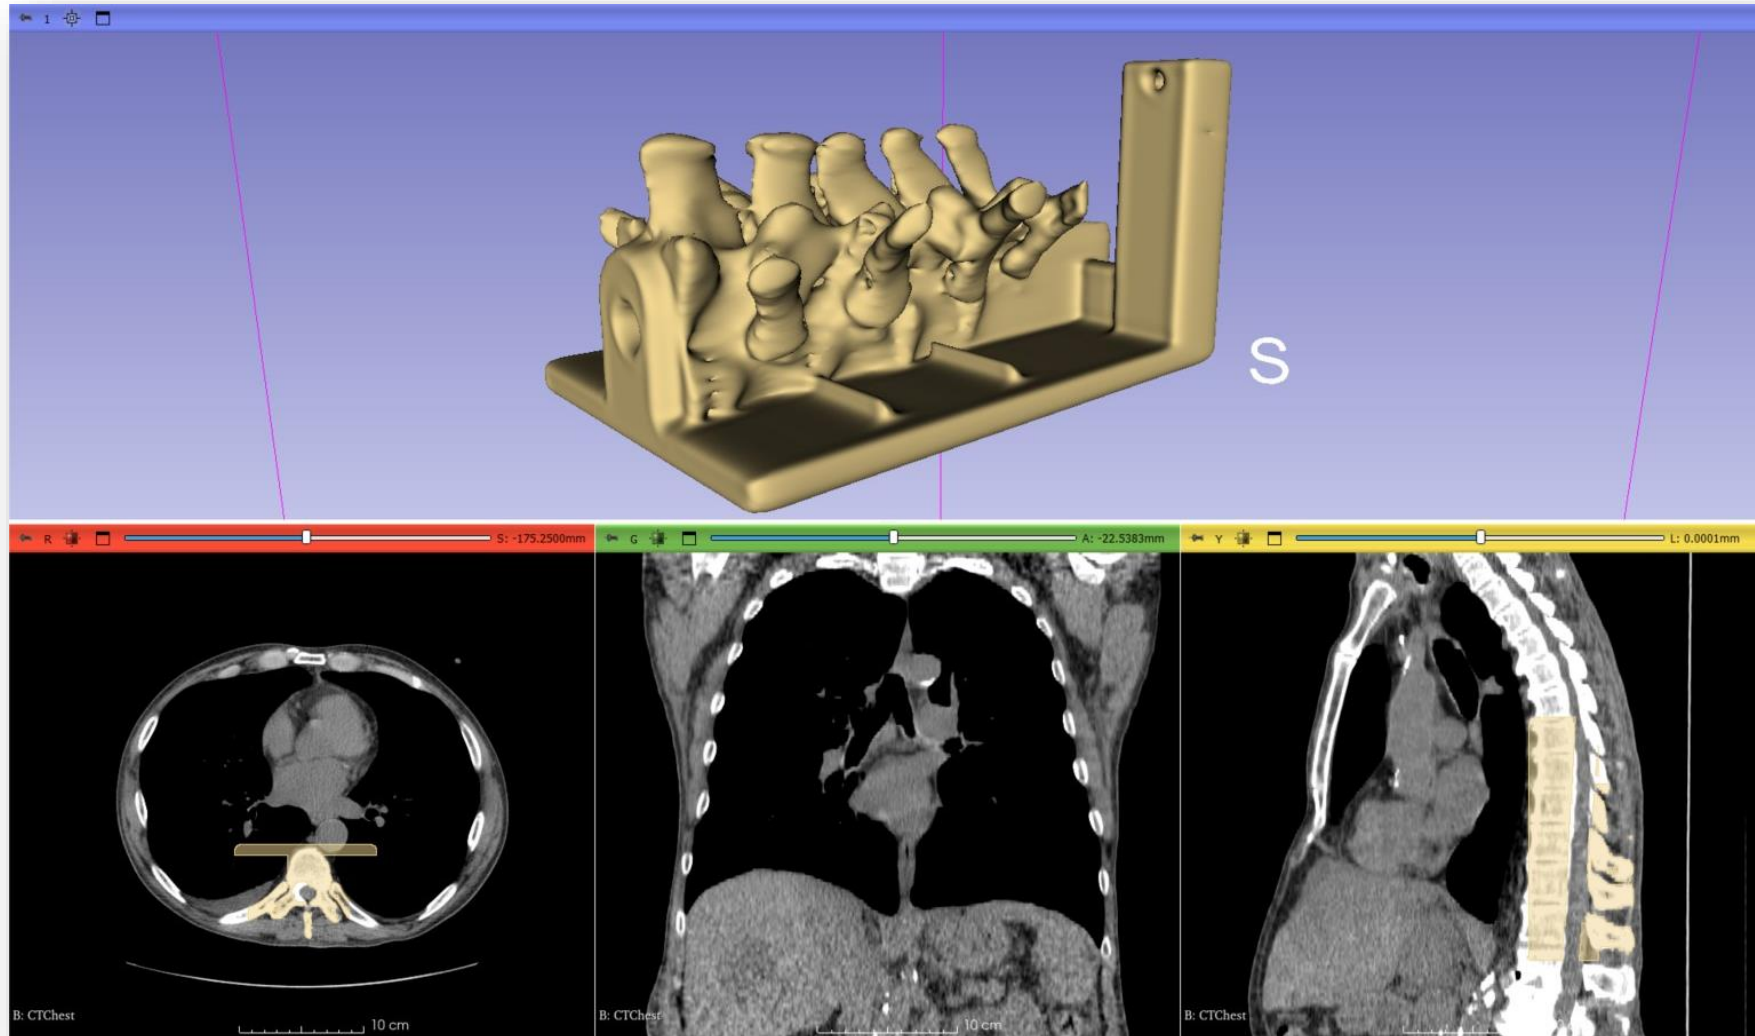 1
S
R
S: -175.2500mm
G
A: -22.5383mm
Y
L: 0.0001mm
B: CTChest
10 cm
B: CTChest
10 cm
B: CTChest